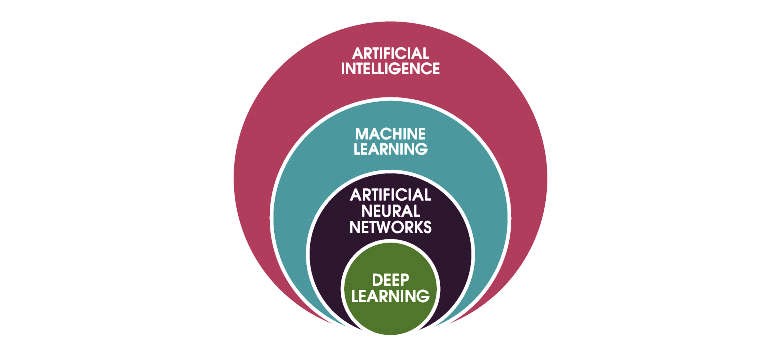 ARTIFICIAL
INTELLIGENCE
MACHINE
LEARNING
ARTIFICIAL
NEURAL
NETWORKS
DEEP
LEARNING